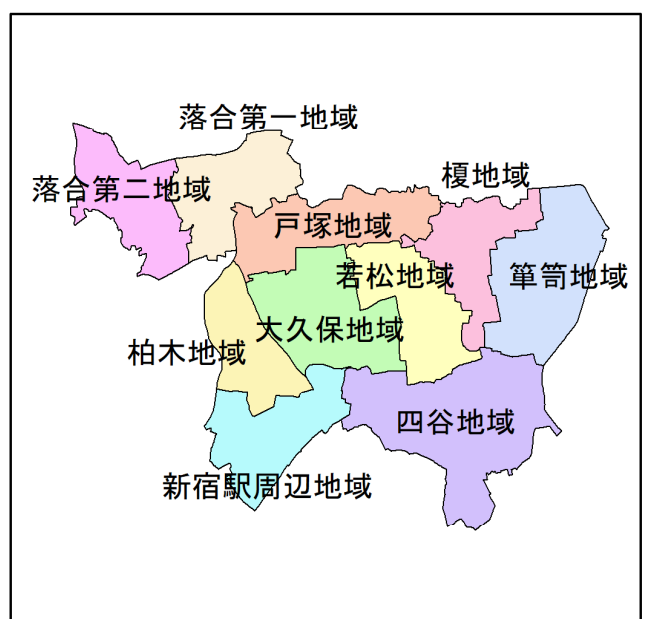 落合第一地域
落合第二地域
榎地域
戸塚地域
若松地域
箪笥地域
大久保地域
柏木地域
四谷地域
新宿駅周辺地域